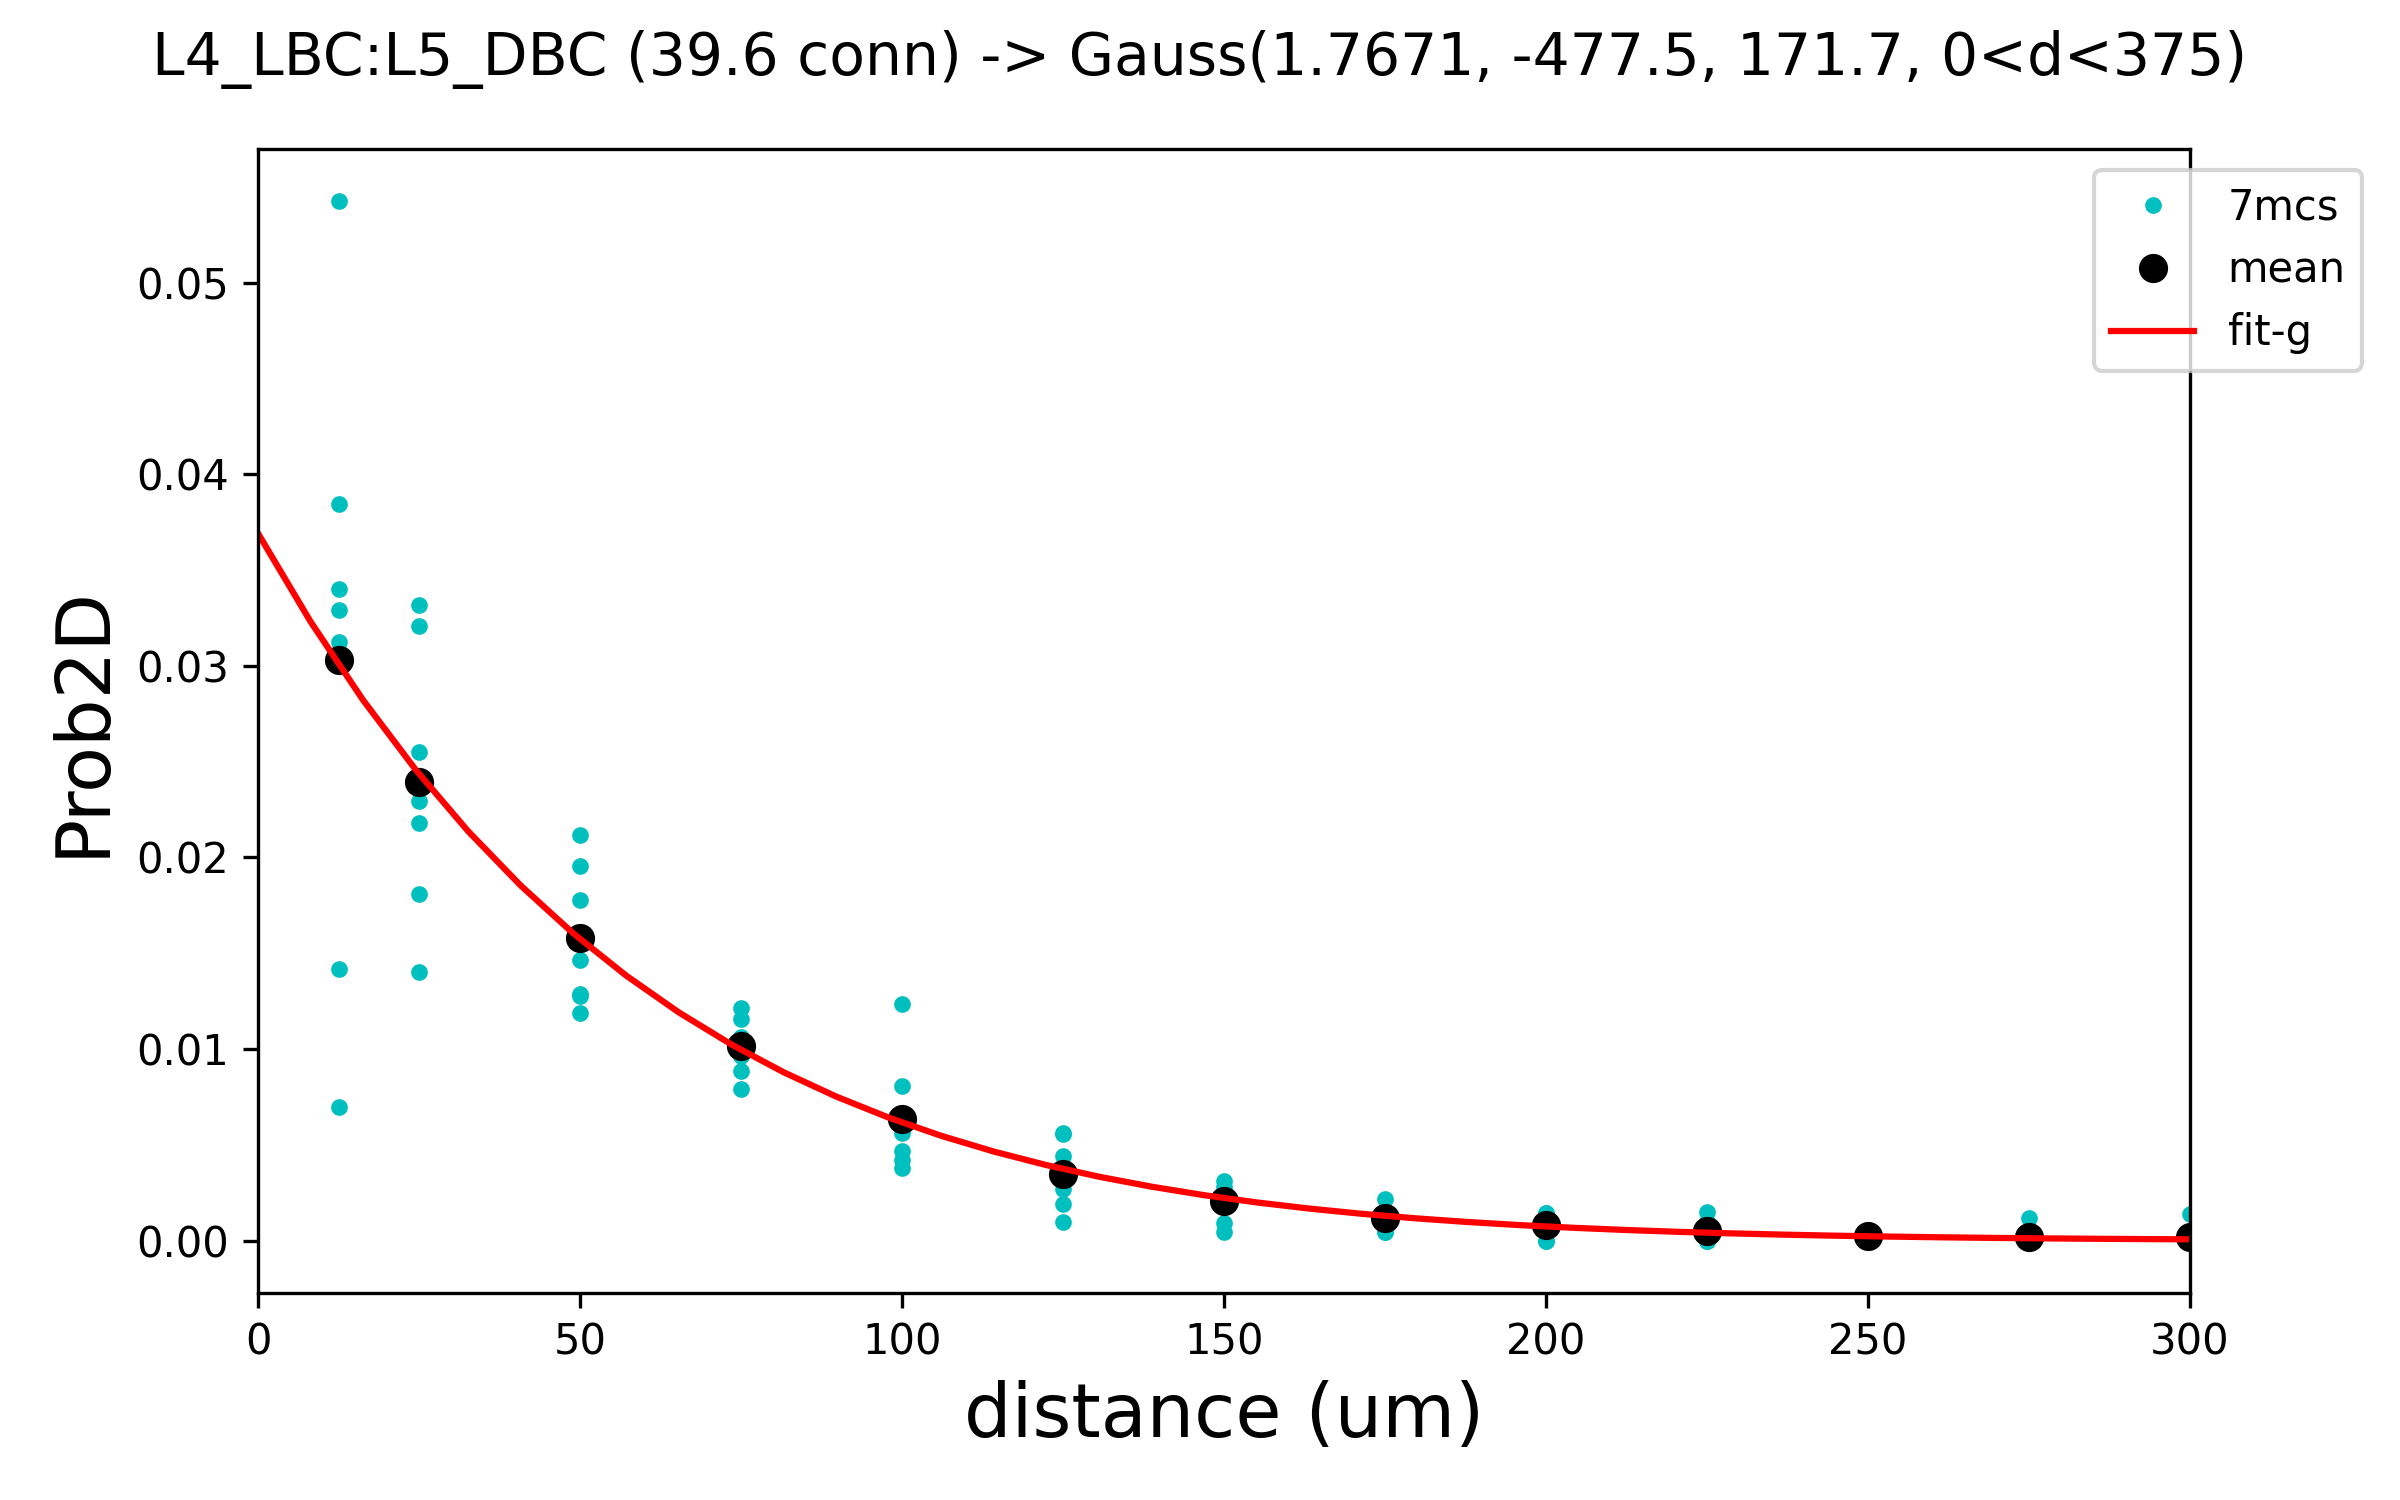 L4_LBC:L5_DBC (39.6 conn) -> Gauss(1.7671, -477.5, 171.7, 0<d<375)
7mcs
mean
fit-g
Prob2D
0.05
0.04
0.03
0.02
0.01
0.00
0 50 100 150 200 250 300
distance (um)